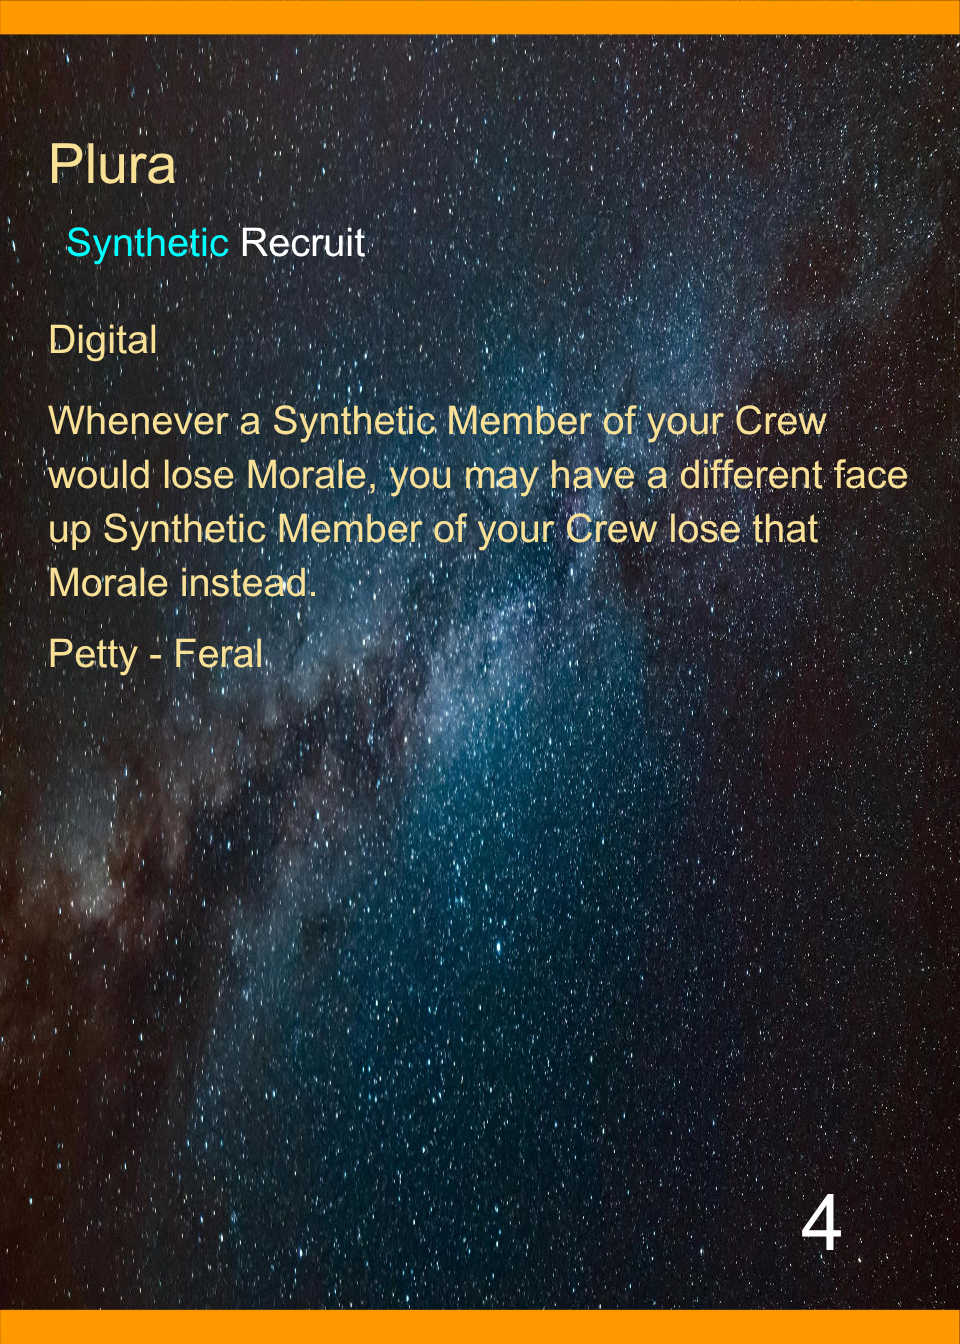 Plura
Synthetic Recruit
Digital
Whenever a Synthetic Member of your Crew
would lose Morale, you may have a different face
up Synthetic Member of your Crew lose that
Morale instead.
Petty - Feral
4